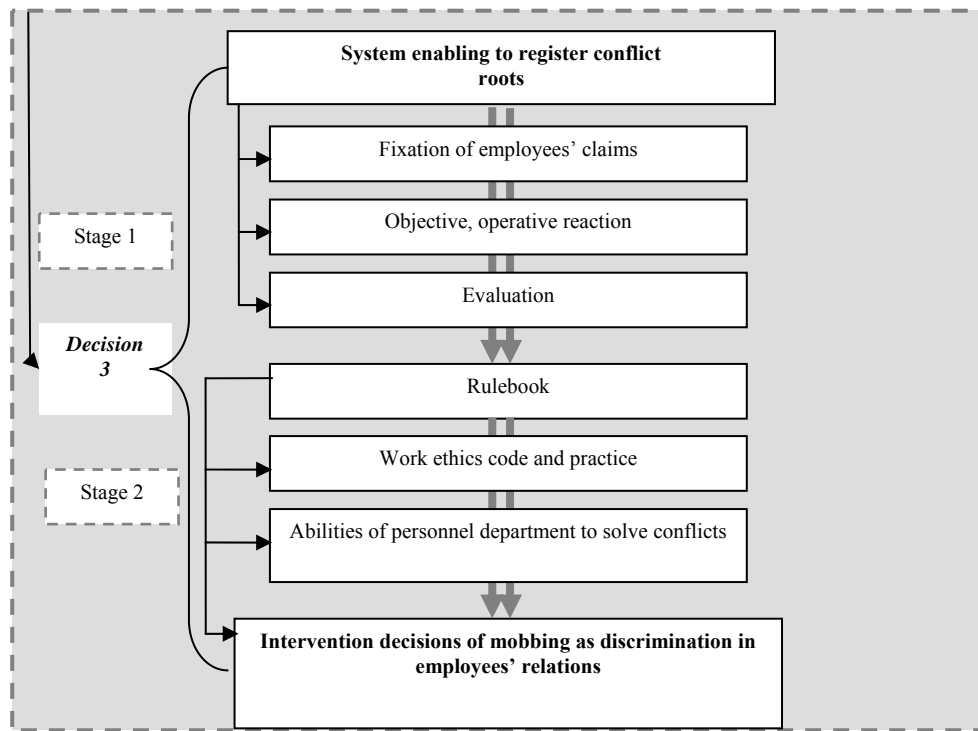 System enabling to register conflict
roots
Fixation of employees’ claims
Objective, operative reaction
Stage 1
Evaluation
Decision
3
Rulebook
Work ethics code and practice
Stage 2
Abilities of personnel department to solve conflicts
Intervention decisions of mobbing as discrimination in
employees’ relations